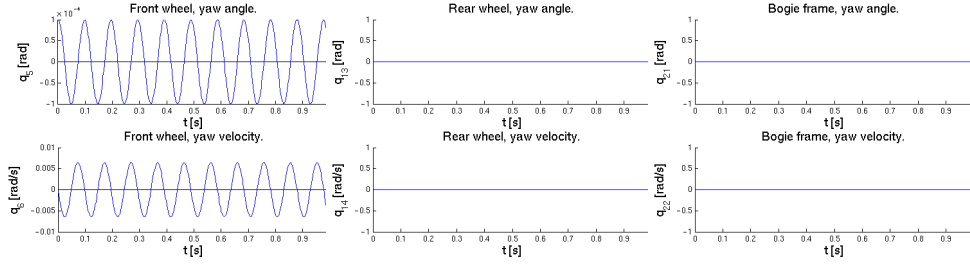 Front wheel, yaw angle.
× 10⁻⁴
1
0.5
0
−0.5
−1
q5 [rad]
0 0.1 0.2 0.3 0.4 0.5 0.6 0.7 0.8 0.9
t [s]
Rear wheel, yaw angle.
1
0.5
0
−0.5
−1
q13 [rad]
0 0.1 0.2 0.3 0.4 0.5 0.6 0.7 0.8 0.9
t [s]
Bogie frame, yaw angle.
1
0.5
0
−0.5
−1
q21 [rad]
0 0.1 0.2 0.3 0.4 0.5 0.6 0.7 0.8 0.9
t [s]
Front wheel, yaw velocity.
0.01
0.005
0
−0.005
−0.01
q6 [rad/s]
0 0.1 0.2 0.3 0.4 0.5 0.6 0.7 0.8 0.9
t [s]
Rear wheel, yaw velocity.
1
0.5
0
−0.5
−1
q14 [rad/s]
0 0.1 0.2 0.3 0.4 0.5 0.6 0.7 0.8 0.9
t [s]
Bogie frame, yaw velocity.
1
0.5
0
−0.5
−1
q22 [rad/s]
0 0.1 0.2 0.3 0.4 0.5 0.6 0.7 0.8 0.9
t [s]